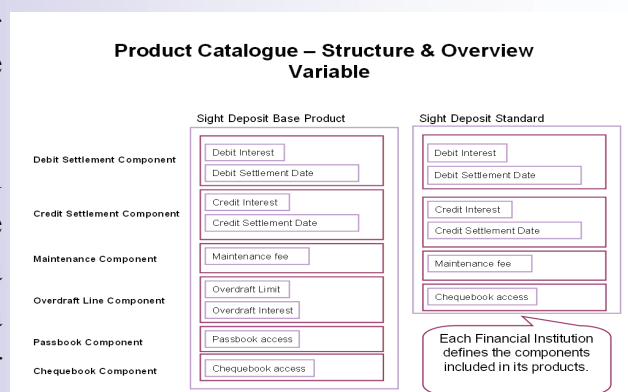 Product Catalogue – Structure & Overview
Variable
Sight Deposit Base Product
Sight Deposit Standard
Debit Settlement Component
Debit Interest
Debit Settlement Date
Debit Interest
Debit Settlement Date
Credit Settlement Component
Credit Interest
Credit Settlement Date
Credit Interest
Credit Settlement Date
Maintenance Component
Maintenance fee
Maintenance fee
Overdraft Line Component
Overdraft Limit
Overdraft Interest
Chequebook access
Passbook Component
Passbook access
Chequebook Component
Chequebook access
Each Financial Institution
defines the components
included in its products.